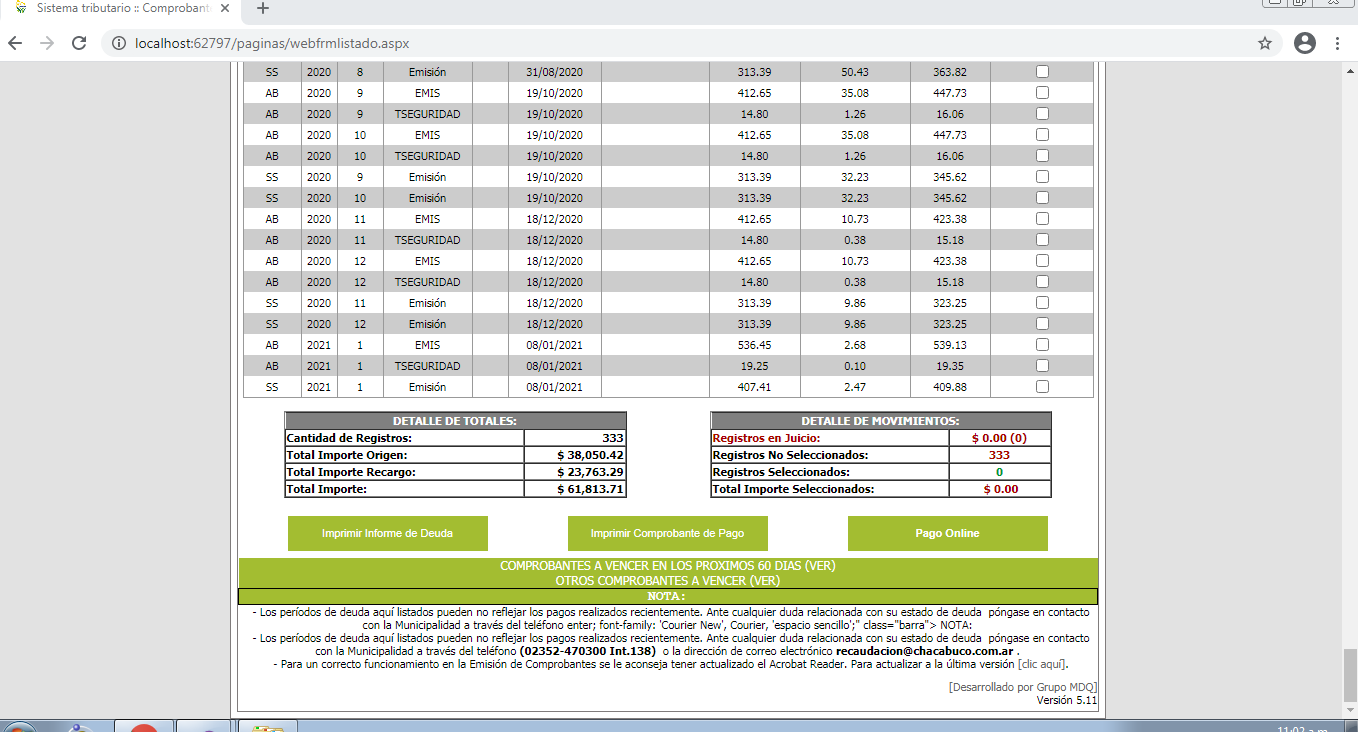 Sistema tributario :: Comprobant
localhost:62797/paginas/webfrmlistado.aspx
SS 2020 8 Emisión 31/08/2020 313.39 50.43 363.82
AB 2020 9 EMIS 19/10/2020 412.65 35.08 447.73
AB 2020 9 TSEGURIDAD 19/10/2020 14.80 1.26 16.06
AB 2020 10 EMIS 19/10/2020 412.65 35.08 447.73
AB 2020 10 TSEGURIDAD 19/10/2020 14.80 1.26 16.06
SS 2020 9 Emisión 19/10/2020 313.39 32.23 345.62
SS 2020 10 Emisión 19/10/2020 313.39 32.23 345.62
AB 2020 11 EMIS 18/12/2020 412.65 10.73 423.38
AB 2020 11 TSEGURIDAD 18/12/2020 14.80 0.38 15.18
AB 2020 12 EMIS 18/12/2020 412.65 10.73 423.38
AB 2020 12 TSEGURIDAD 18/12/2020 14.80 0.38 15.18
SS 2020 11 Emisión 18/12/2020 313.39 9.86 323.25
SS 2020 12 Emisión 18/12/2020 313.39 9.86 323.25
AB 2021 1 EMIS 08/01/2021 536.45 2.68 539.13
AB 2021 1 TSEGURIDAD 08/01/2021 19.25 0.10 19.35
SS 2021 1 Emisión 08/01/2021 407.41 2.47 409.88
DETALLE DE TOTALES:
Cantidad de Registros: 333
Total Importe Origen: $ 38,050.42
Total Importe Recargo: $ 23,763.29
Total Importe: $ 61,813.71
DETALLE DE MOVIMIENTOS:
Registros en Juicio: $ 0.00 (0)
Registros No Seleccionados: 333
Registros Seleccionados: 0
Total Importe Seleccionados: $ 0.00
Imprimir Informe de Deuda
Imprimir Comprobante de Pago
Pago Online
COMPROBANTES A VENCER EN LOS PROXIMOS 60 DIAS (VER)
OTROS COMPROBANTES A VENCER (VER)
NOTA:
- Los períodos de deuda aquí listados pueden no reflejar los pagos realizados recientemente. Ante cualquier duda relacionada con su estado de deuda póngase en contacto
con la Municipalidad a través del teléfono enter; font-family: 'Courier New', Courier, 'espacio sencillo';" class="barra"> NOTA:
- Los períodos de deuda aquí listados pueden no reflejar los pagos realizados recientemente. Ante cualquier duda relacionada con su estado de deuda póngase en contacto
con la Municipalidad a través del teléfono (02352-470300 Int.138) o la dirección de correo electrónico recaudacion@chacabuco.com.ar .
- Para un correcto funcionamiento en la Emisión de Comprobantes se le aconseja tener actualizado el Acrobat Reader. Para actualizar a la última versión [clic aquí].
[Desarrollado por Grupo MDQ]
Versión 5.11
11:02 a.m.